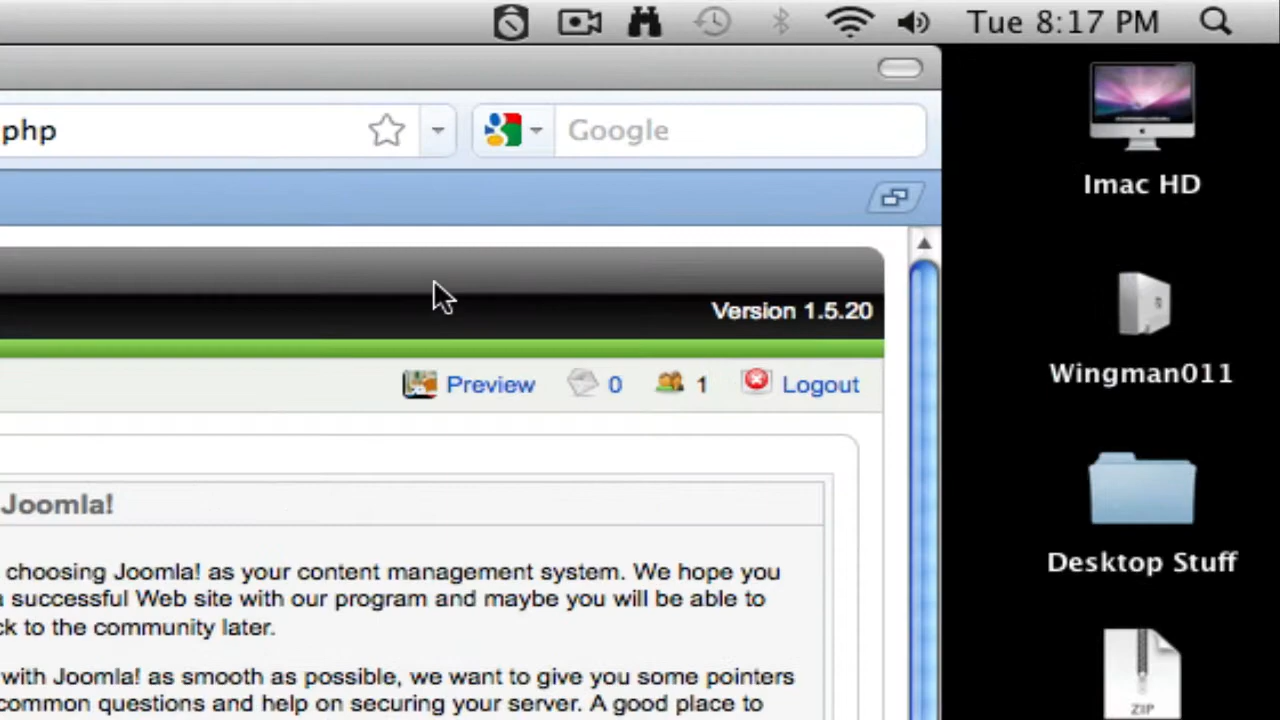 Tue 8:17 PM
php
Google
Imac HD
Version 1.5.20
Wingman011
Preview 0 1 Logout
Joomla!
Desktop Stuff
choosing Joomla! as your content management system. We hope you
a successful Web site with our program and maybe you will be able to
ck to the community later.
with Joomla! as smooth as possible, we want to give you some pointers
common questions and help on securing your server. A good place to
ZIP